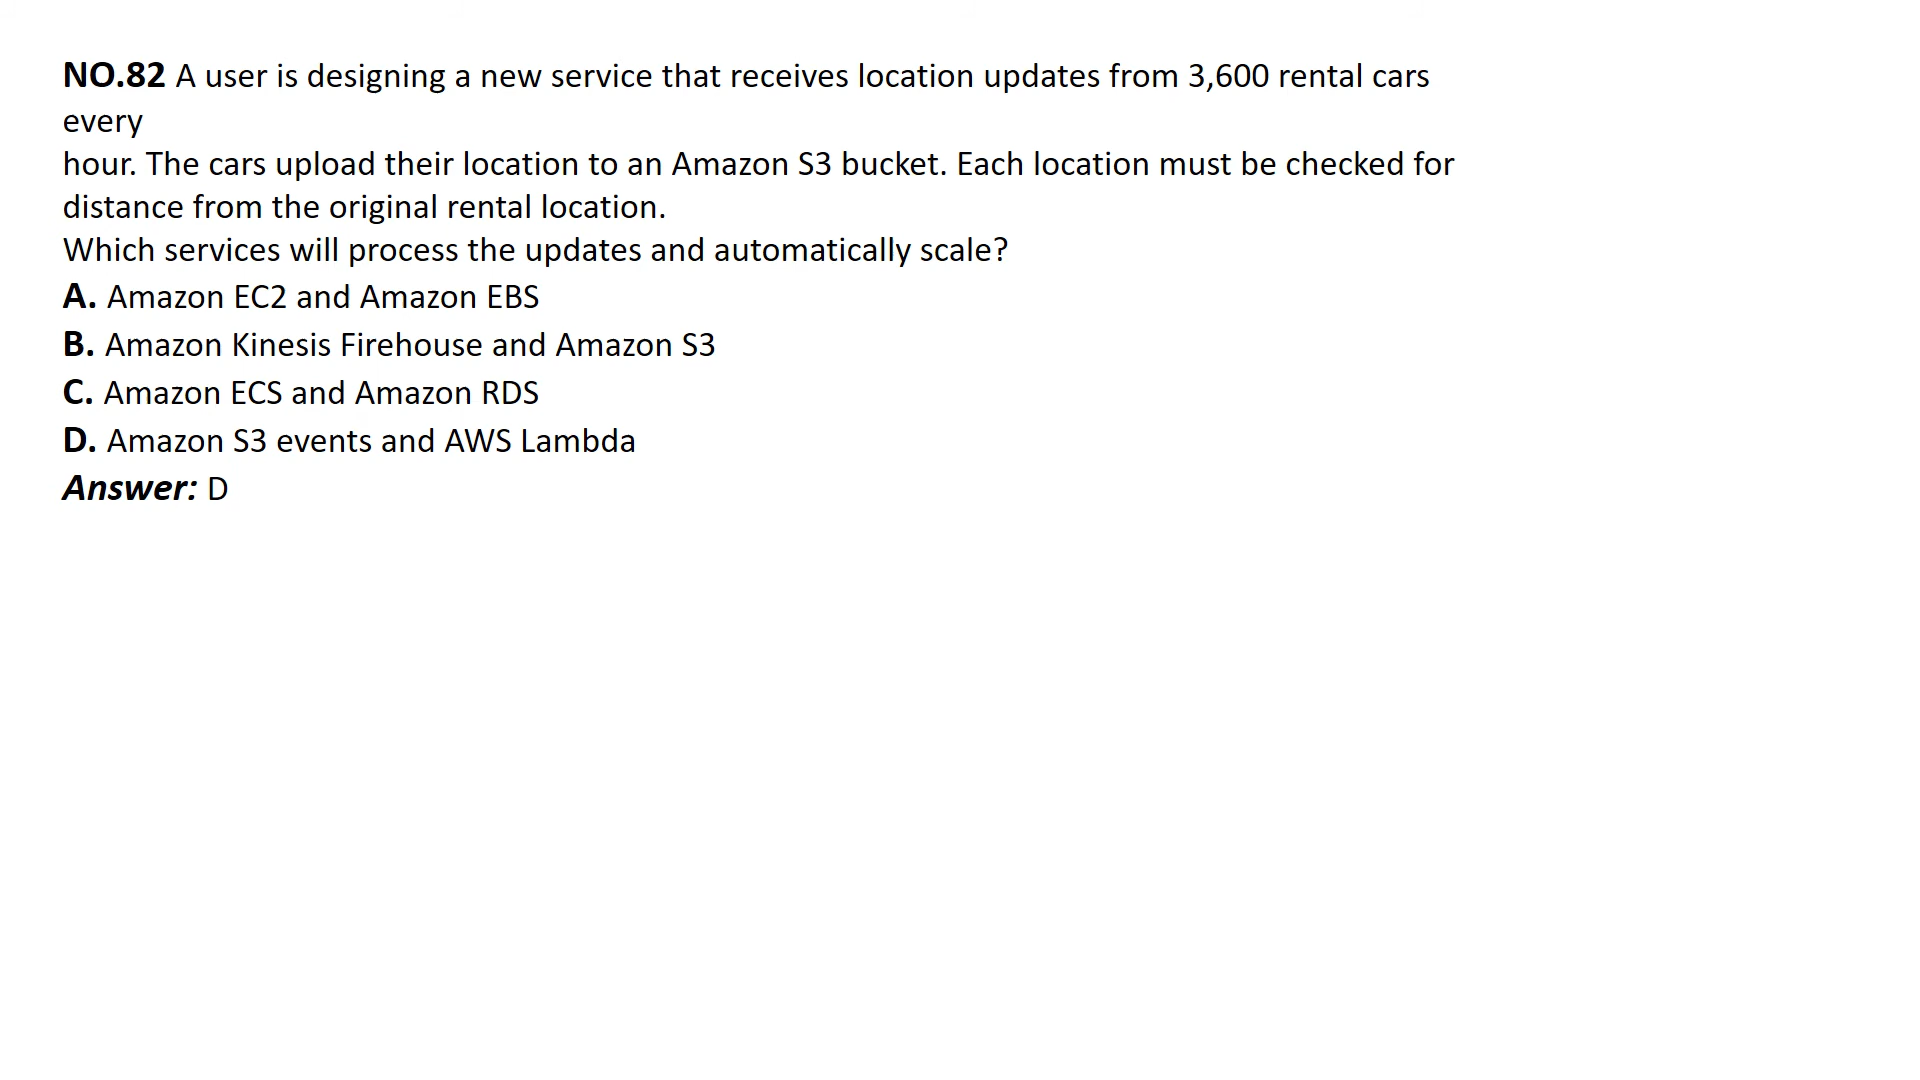 NO.82 A user is designing a new service that receives location updates from 3,600 rental cars
every
hour. The cars upload their location to an Amazon S3 bucket. Each location must be checked for
distance from the original rental location.
Which services will process the updates and automatically scale?
A. Amazon EC2 and Amazon EBS
B. Amazon Kinesis Firehouse and Amazon S3
C. Amazon ECS and Amazon RDS
D. Amazon S3 events and AWS Lambda
Answer: D